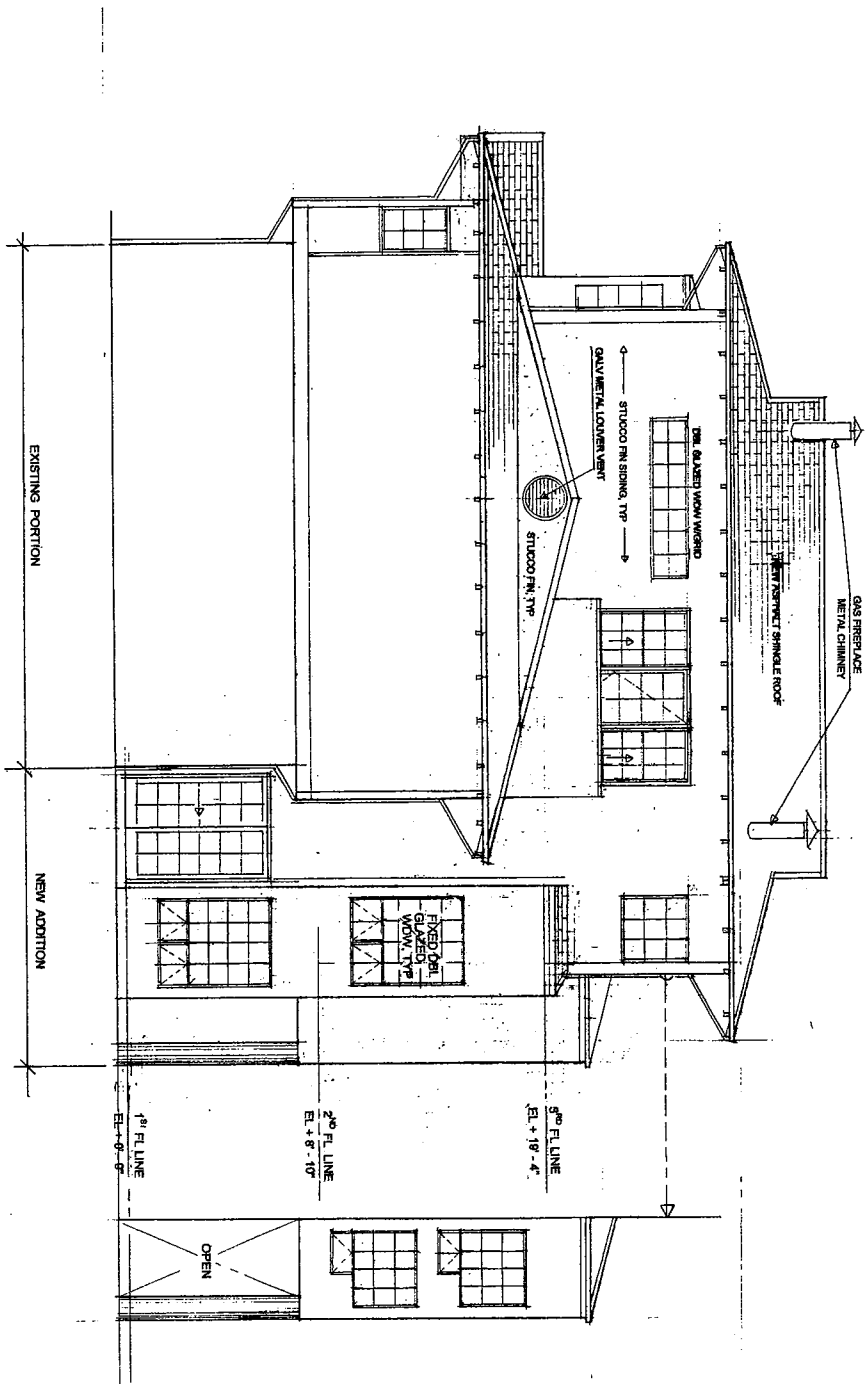 GAS FIREPLACE
METAL CHIMNEY
NEW ASPHALT SHINGLE ROOF
DBL GLAZED WDW W/GRID
STUCCO FIN SIDING, TYP
GALV METAL LOUVER VENT
STUCCO FIN, TYP
FIXED DBL
GLAZED
WDW, TYP
3RD FL LINE
EL + 19' - 4"
2ND FL LINE
EL + 8' - 10"
1ST FL LINE
EL + 0' - 0"
OPEN
EXISTING PORTION
NEW ADDITION